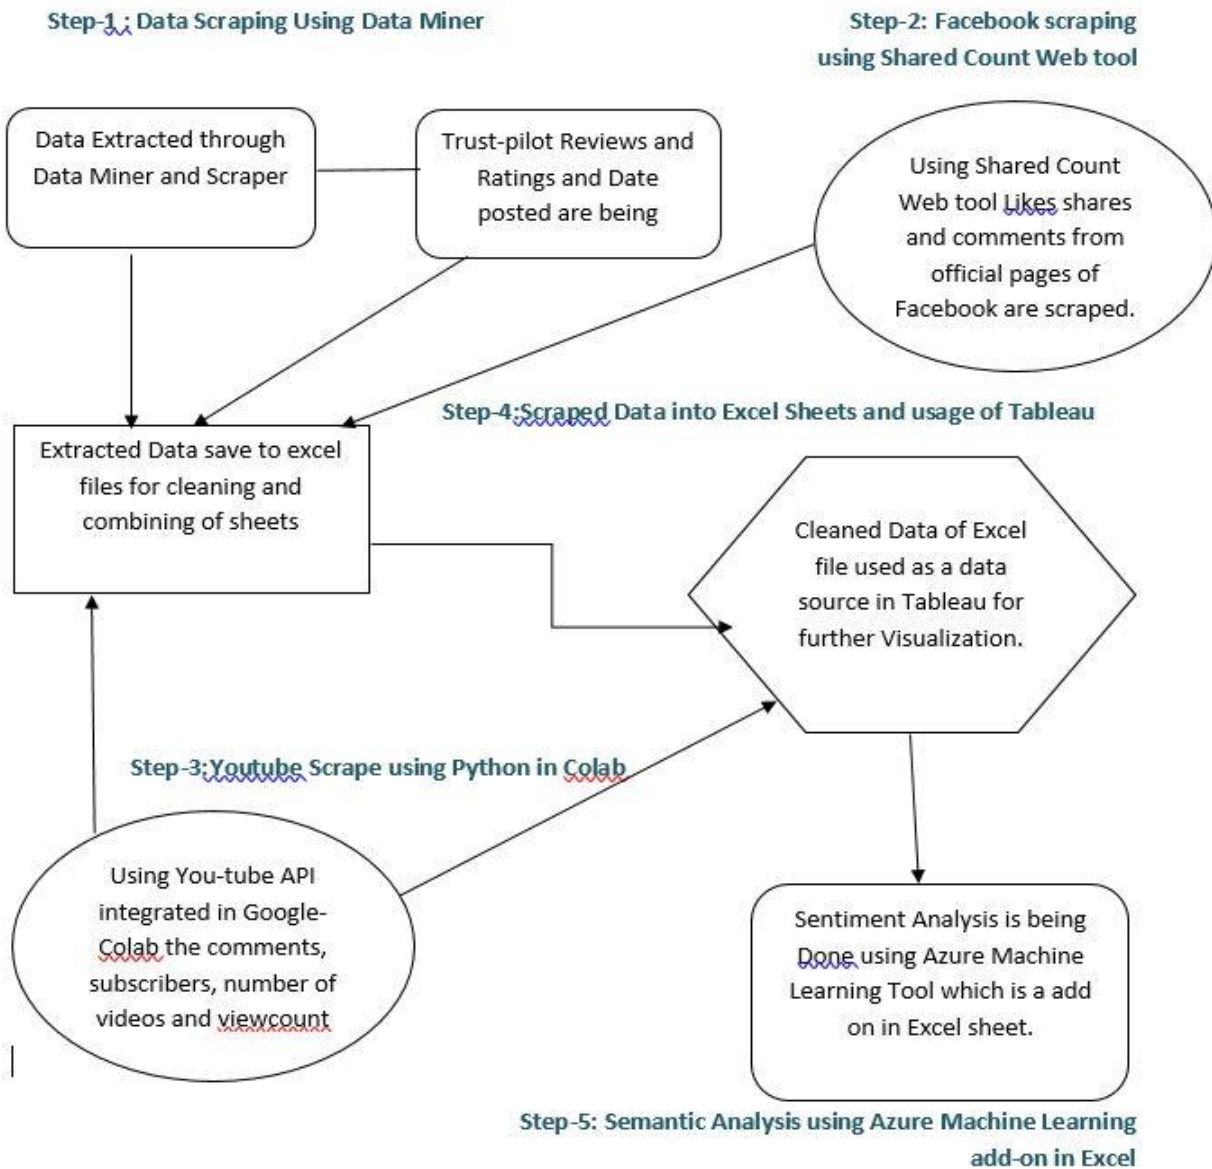 Step-1 : Data Scraping Using Data Miner
Step-2: Facebook scraping
using Shared Count Web tool
Data Extracted through
Data Miner and Scraper
Trust-pilot Reviews and
Ratings and Date
posted are being
Using Shared Count
Web tool Likes shares
and comments from
official pages of
Facebook are scraped.
Step-4:Scraped Data into Excel Sheets and usage of Tableau
Extracted Data save to excel
files for cleaning and
combining of sheets
Cleaned Data of Excel
file used as a data
source in Tableau for
further Visualization.
Step-3:Youtube Scrape using Python in Colab
Using You-tube API
integrated in Google-
Colab the comments,
subscribers, number of
videos and viewcount
Sentiment Analysis is being
Done using Azure Machine
Learning Tool which is a add
on in Excel sheet.
Step-5: Semantic Analysis using Azure Machine Learning
add-on in Excel